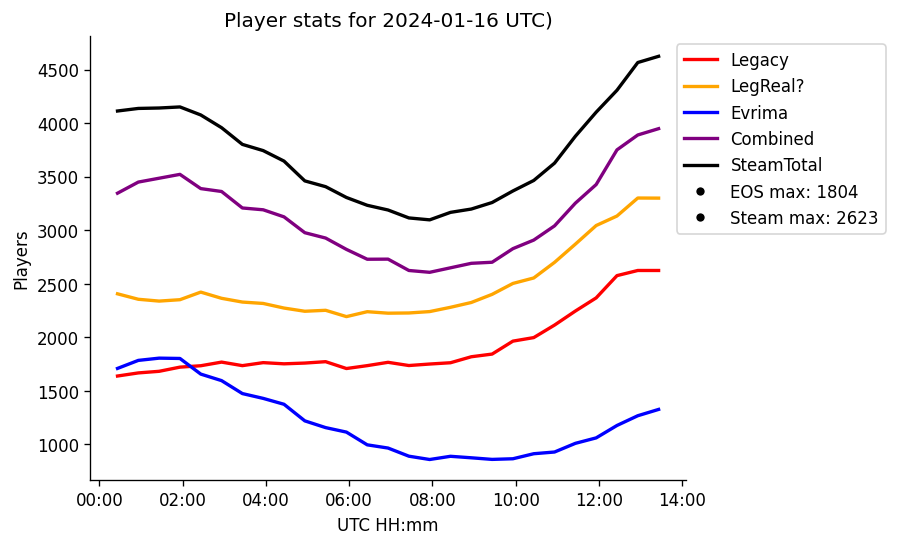 Player stats for 2024-01-16 UTC)
Players
4500
4000
3500
3000
2500
2000
1500
1000
00:00 02:00 04:00 06:00 08:00 10:00 12:00 14:00
UTC HH:mm
Legacy
LegReal?
Evrima
Combined
SteamTotal
EOS max: 1804
Steam max: 2623